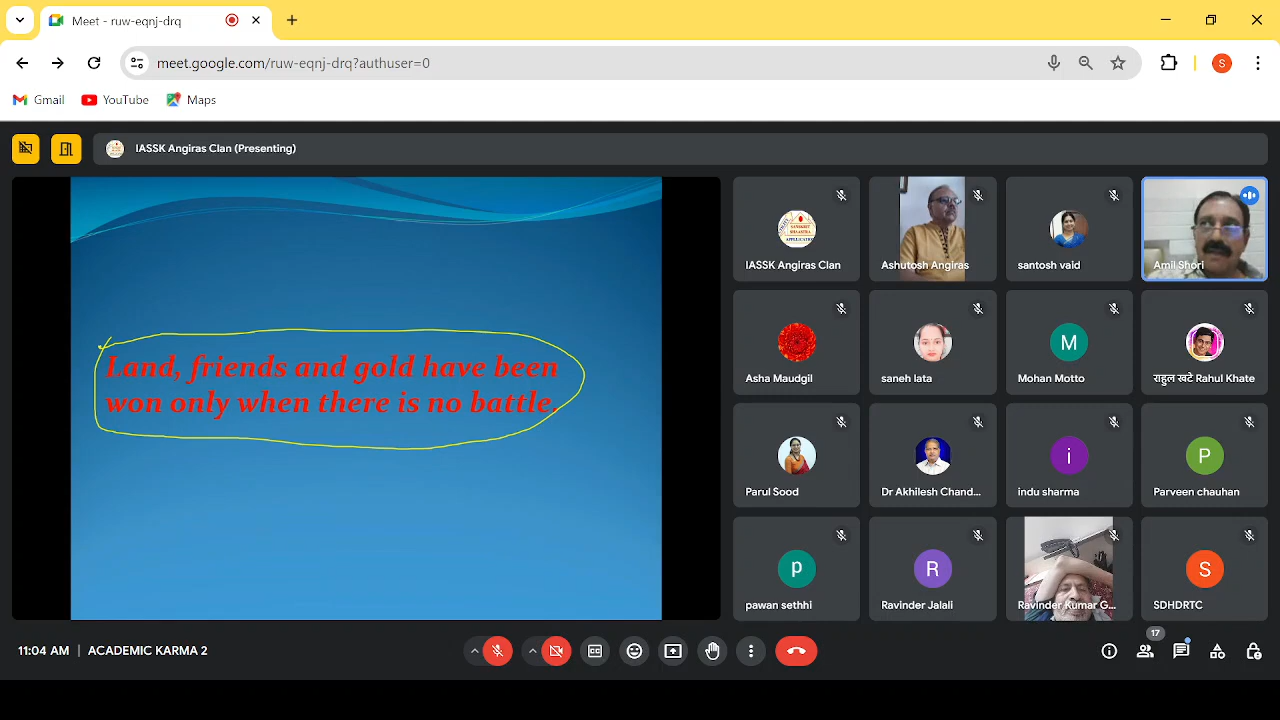 Meet - ruw-eqnj-drq
meet.google.com/ruw-eqnj-drq?authuser=0
S
Gmail
YouTube
Maps
IASSK Angiras Clan (Presenting)
Land, friends and gold have been
won only when there is no battle.
IASSK Angiras Clan
Ashutosh Angiras
santosh vaid
Amil Shori
Asha Maudgil
saneh lata
M
Mohan Motto
राहुल खटे Rahul Khate
Parul Sood
Dr Akhilesh Chand...
i
indu sharma
P
Parveen chauhan
p
pawan sethhi
R
Ravinder Jalali
Ravinder Kumar G...
S
SDHDRTC
11:04 AM | ACADEMIC KARMA 2
CC
17